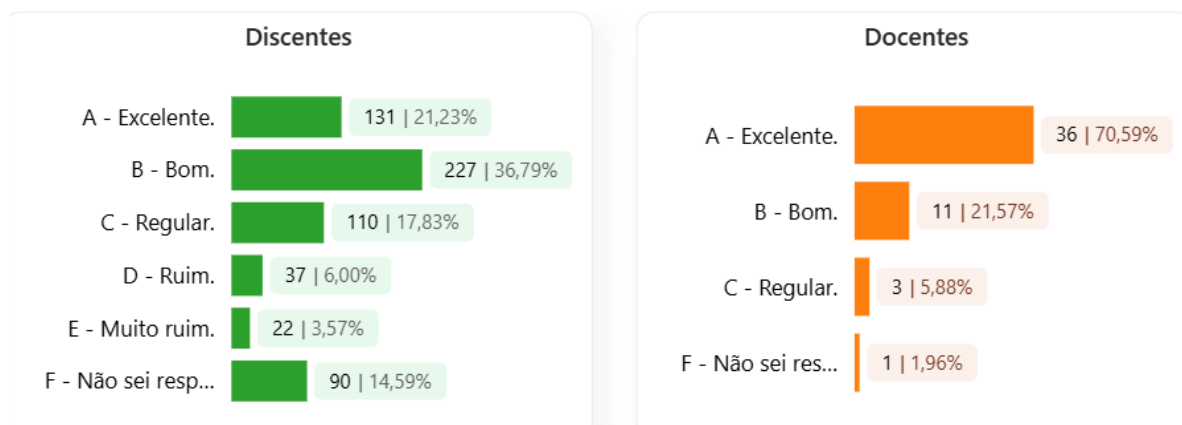 Discentes
A - Excelente. 131 | 21,23%
B - Bom. 227 | 36,79%
C - Regular. 110 | 17,83%
D - Ruim. 37 | 6,00%
E - Muito ruim. 22 | 3,57%
F - Não sei resp... 90 | 14,59%
Docentes
A - Excelente. 36 | 70,59%
B - Bom. 11 | 21,57%
C - Regular. 3 | 5,88%
F - Não sei res... 1 | 1,96%